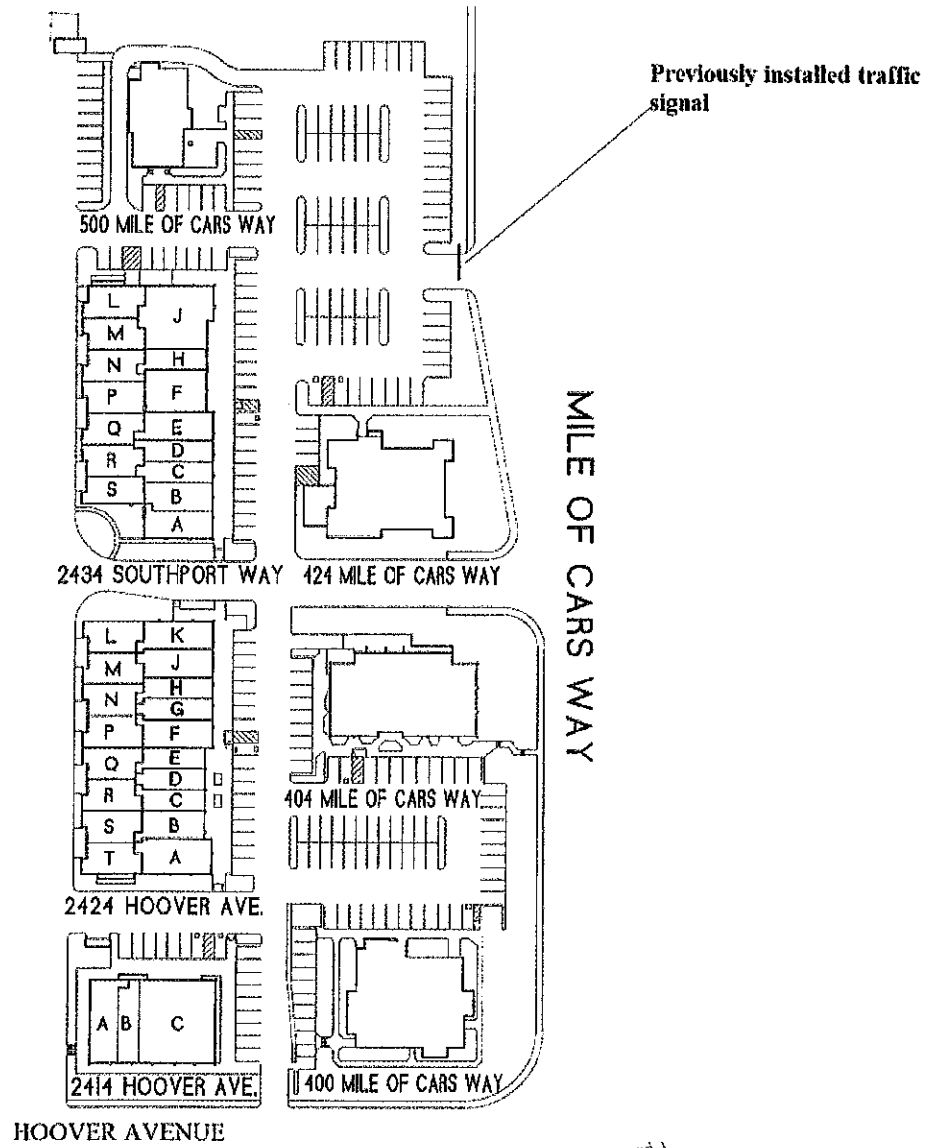 Previously installed traffic
signal
500 MILE OF CARS WAY
L
M
N
P
Q
R
S
J
H
F
E
D
C
B
A
2434 SOUTHPORT WAY
424 MILE OF CARS WAY
MILE OF CARS WAY
L
M
N
P
Q
R
S
T
K
J
H
G
F
E
D
C
B
A
404 MILE OF CARS WAY
2424 HOOVER AVE.
A
B
C
2414 HOOVER AVE.
400 MILE OF CARS WAY
HOOVER AVENUE